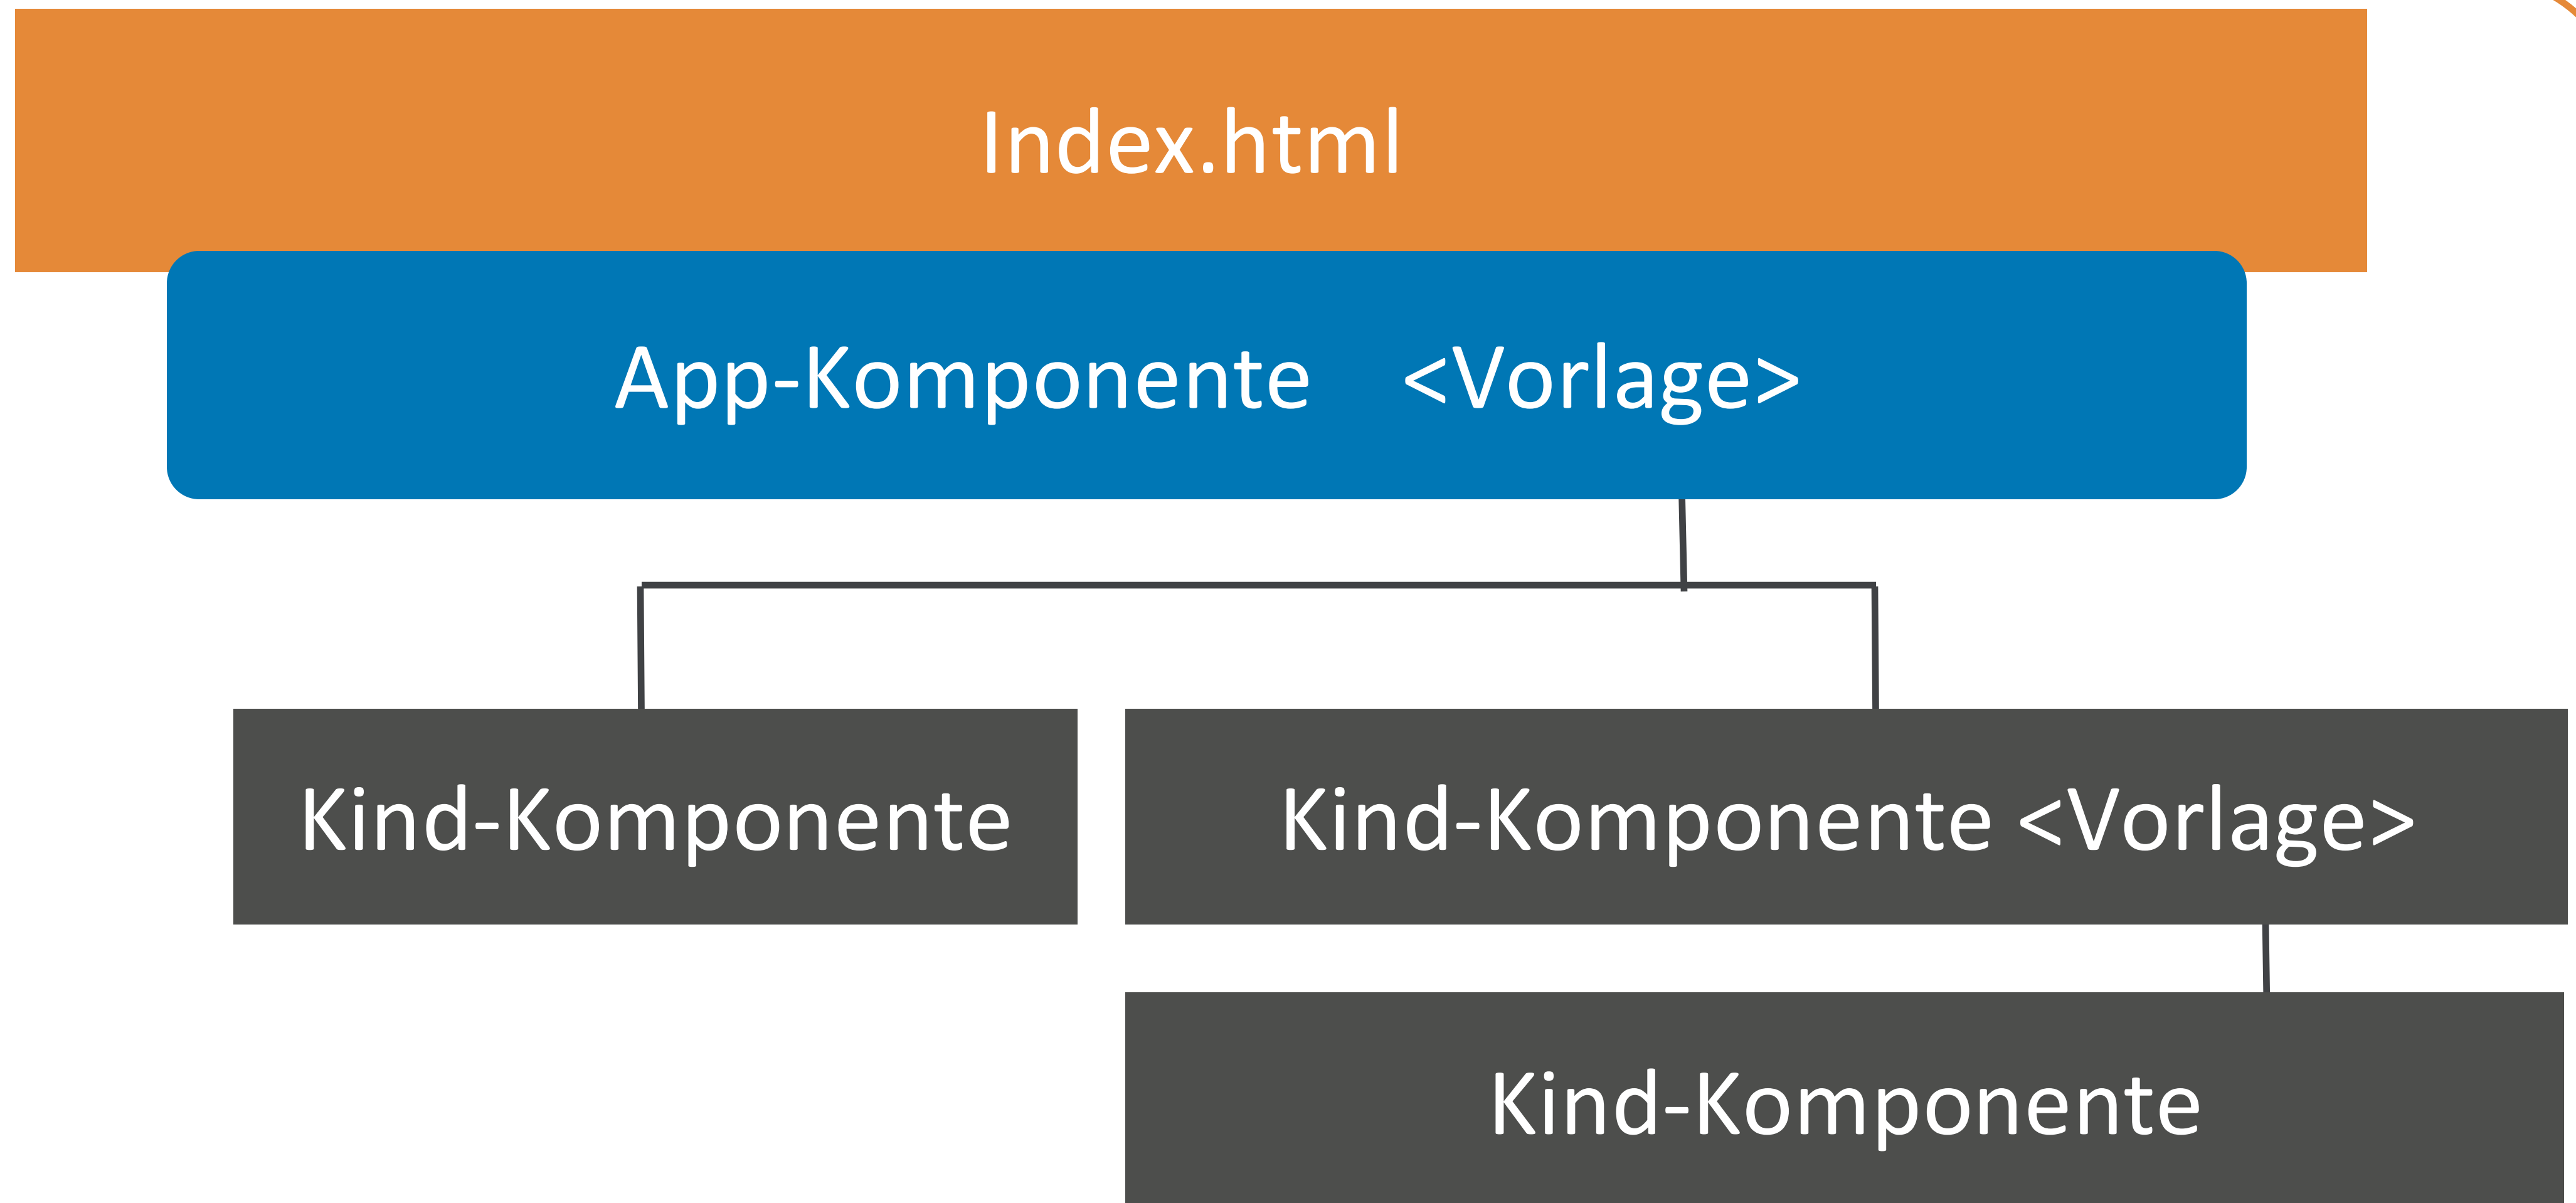 Index.html
App-Komponente <Vorlage>
Kind-Komponente
Kind-Komponente <Vorlage>
Kind-Komponente